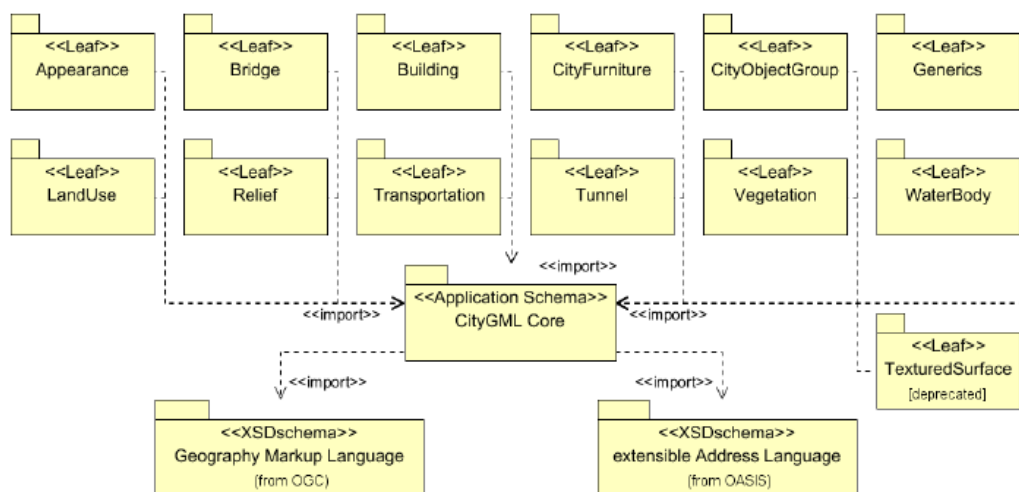 <<Leaf>> <<Leaf>> <<Leaf>> <<Leaf>> <<Leaf>> <<Leaf>>
Appearance Bridge Building CityFurniture CityObjectGroup Generics
<<Leaf>> <<Leaf>> <<Leaf>> <<Leaf>> <<Leaf>> <<Leaf>>
LandUse Relief Transportation Tunnel Vegetation WaterBody
<<import>>
<<Application Schema>>
<<import>> CityGML Core <<import>>
<<Leaf>>
TexturedSurface
[deprecated]
<<import>> <<import>>
<<XSDschema>> <<XSDschema>>
Geography Markup Language extensible Address Language
(from OGC) (from OASIS)